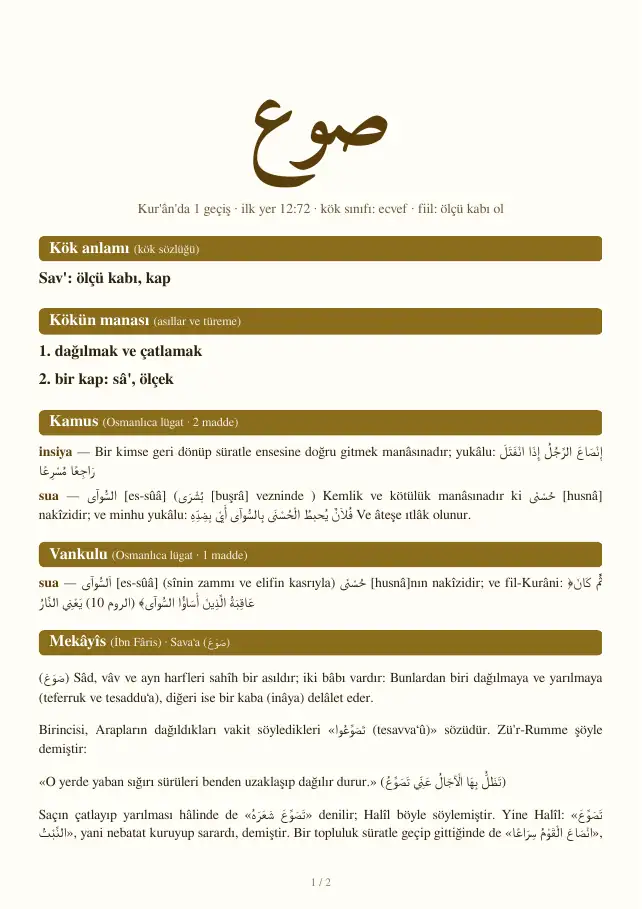 صوع
Kur'ân'da 1 geçiş · ilk yer 12:72 · kök sınıfı: ecvef · fiil: ölçü kabı ol
Kök anlamı (kök sözlüğü)
Sav': ölçü kabı, kap
Kökün manası (asıllar ve türeme)
1. dağılmak ve çatlamak
2. bir kap: sâ', ölçek
Kamus (Osmanlıca lügat · 2 madde)
insiya — Bir kimse geri dönüp süratle ensesine doğru gitmek manâsınadır; yukâlu: إِنْصَاعَ الرَّجُلُ إِذَا انْفَتَلَ
رَاجِعًا مُسْرِعًا
sua — السُّوآى [es-sûâ] (بُشْرَى [buşrâ] vezninde ) Kemlik ve kötülük manâsınadır ki حُسْنَى [husnâ]
nakîzidir; ve minhu yukâlu: فُلَانٌ يُحبِطُ الْحُسْنَى بِالسُّوآى أَيْ بِضِدِّهِ Ve âteşe ıtlâk olunur.
Vankulu (Osmanlıca lügat · 1 madde)
sua — اَلسُّوآى [es-sûâ] (sînin zammı ve elifin kasrıyla) حُسْنَى [husnâ]nın nakîzidir; ve fil-Kurâni: ﴿ثُمَّ كَانَ
عَاقِبَةُ الَّذِينَ أَسَاؤُا السُّوآى﴾ (الروم 10) يَعْنِي النَّارُ
Mekâyîs (İbn Fâris) · Sava'a (صَوَعَ)
(صَوَعَ) Sâd, vâv ve ayn harfleri sahîh bir asıldır; iki bâbı vardır: Bunlardan biri dağılmaya ve yarılmaya
(teferruk ve tesaddu‘a), diğeri ise bir kaba (inâya) delâlet eder.
Birincisi, Arapların dağıldıkları vakit söyledikleri «تَصَوَّعُوا (tesavva‘û)» sözüdür. Zü'r-Rumme şöyle
demiştir:
«O yerde yaban sığırı sürüleri benden uzaklaşıp dağılır durur.» (تَظَلُّ بِهَا الْآجَالُ عَنِّي تَصَوَّعُ)
Saçın çatlayıp yarılması hâlinde de «تَصَوَّعَ شَعَرُهُ» denilir; Halîl böyle söylemiştir. Yine Halîl: «تَصَوَّعَ
النَّبْتُ», yani nebatat kuruyup sarardı, demiştir. Bir topluluk süratle geçip gittiğinde de «انْصَاعَ الْقَوْمُ سِرَاعًا»,
1 / 2